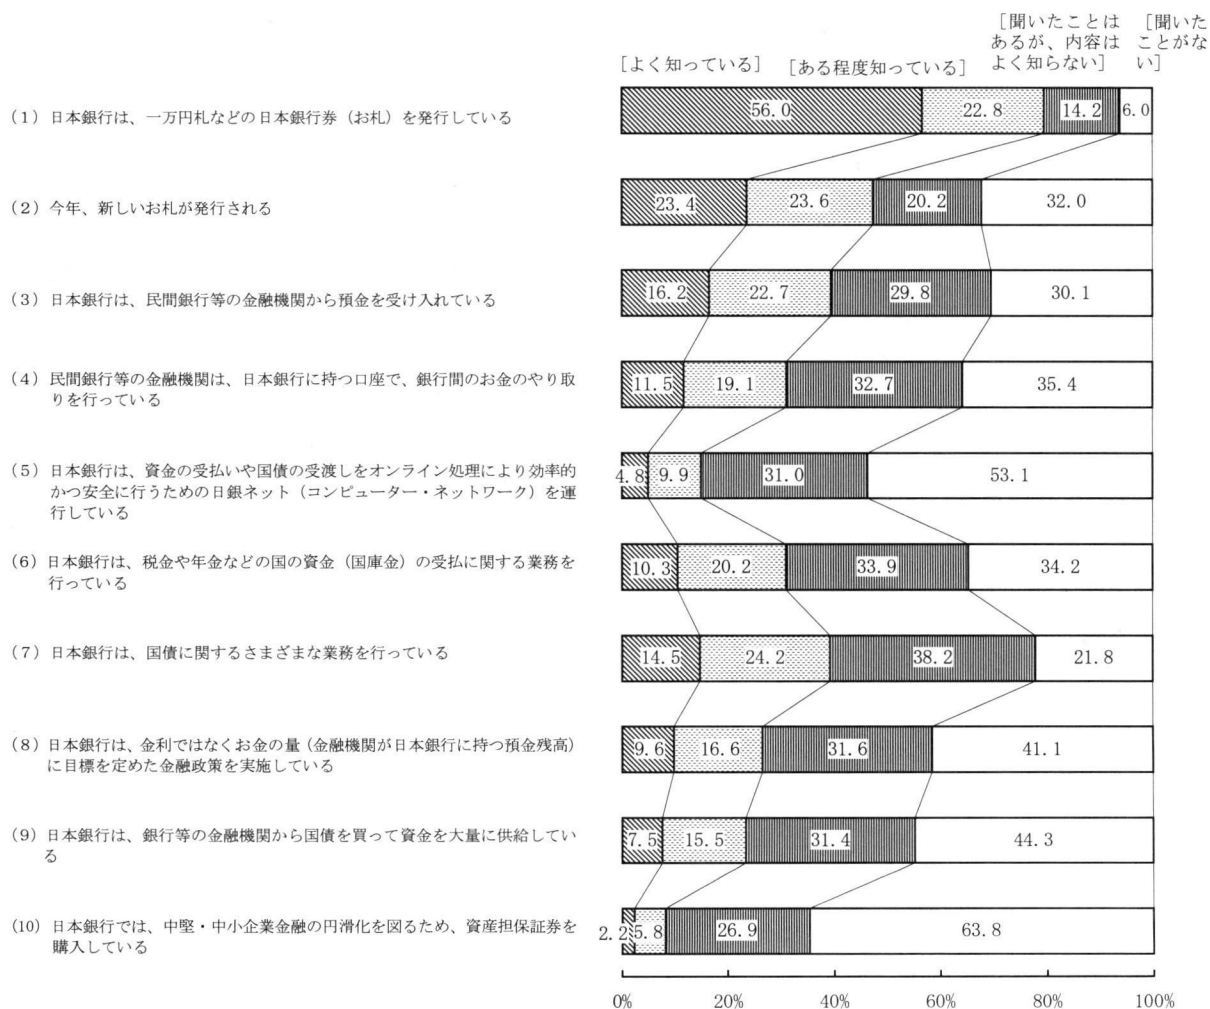 [聞いたことは
あるが、内容は
よく知らない]
[聞いた
ことがな
い]
[よく知っている]
[ある程度知っている]
(1) 日本銀行は、一万円札などの日本銀行券（お札）を発行している
56.0 22.8 14.2 6.0
(2) 今年、新しいお札が発行される
23.4 23.6 20.2 32.0
(3) 日本銀行は、民間銀行等の金融機関から預金を受け入れている
16.2 22.7 29.8 30.1
(4) 民間銀行等の金融機関は、日本銀行に持つ口座で、銀行間のお金のやり取
りを行っている
11.5 19.1 32.7 35.4
(5) 日本銀行は、資金の受払いや国債の受渡しをオンライン処理により効率的
かつ安全に行うための日銀ネット（コンピューター・ネットワーク）を運
行している
4.8 9.9 31.0 53.1
(6) 日本銀行は、税金や年金などの国の資金（国庫金）の受払に関する業務を
行っている
10.3 20.2 33.9 34.2
(7) 日本銀行は、国債に関するさまざまな業務を行っている
14.5 24.2 38.2 21.8
(8) 日本銀行は、金利ではなくお金の量（金融機関が日本銀行に持つ預金残高）
に目標を定めた金融政策を実施している
9.6 16.6 31.6 41.1
(9) 日本銀行は、銀行等の金融機関から国債を買って資金を大量に供給してい
る
7.5 15.5 31.4 44.3
(10) 日本銀行では、中堅・中小企業金融の円滑化を図るため、資産担保証券を
購入している
2.2 5.8 26.9 63.8
0% 20% 40% 60% 80% 100%